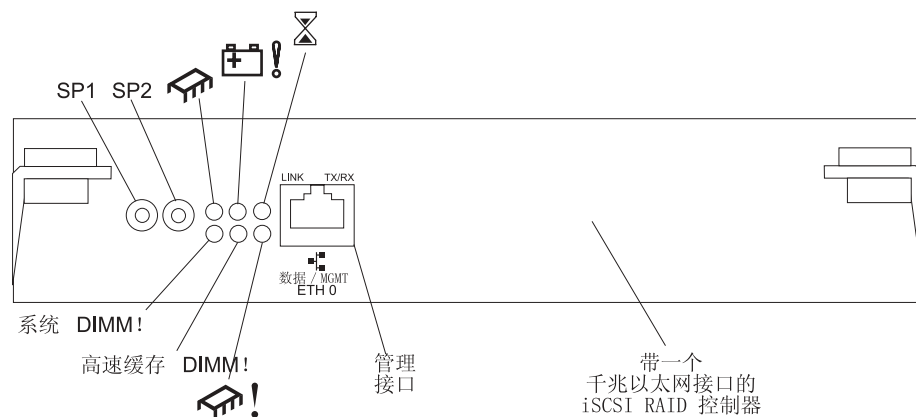 SP1 SP2
LINK TX/RX
数据 / MGMT
ETH 0
系统 DIMM!
高速缓存 DIMM!
管理
接口
带一个
千兆以太网接口的
iSCSI RAID 控制器